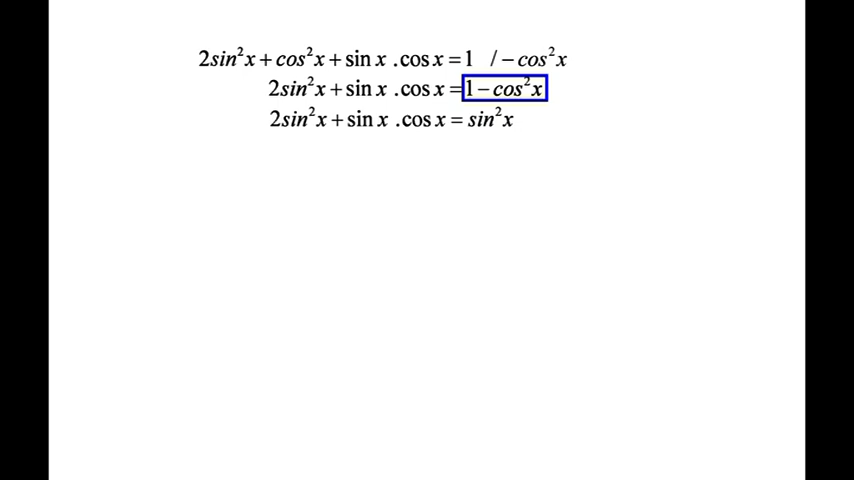 2sin²x + cos²x + sin x .cos x = 1 / − cos²x
2sin²x + sin x .cos x = 1 − cos²x
2sin²x + sin x .cos x = sin²x